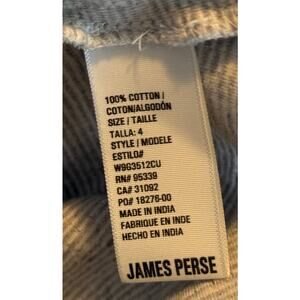 100% COTTON /
COTON/ALGODÓN
SIZE / TAILLE
TALLA: 4
STYLE / MODELE
ESTILO#
W9G3512CU
RN# 95339
CA# 31092
PO# 18276-00
MADE IN INDIA
FABRIQUE EN INDE
HECHO EN INDIA
JAMES PERSE